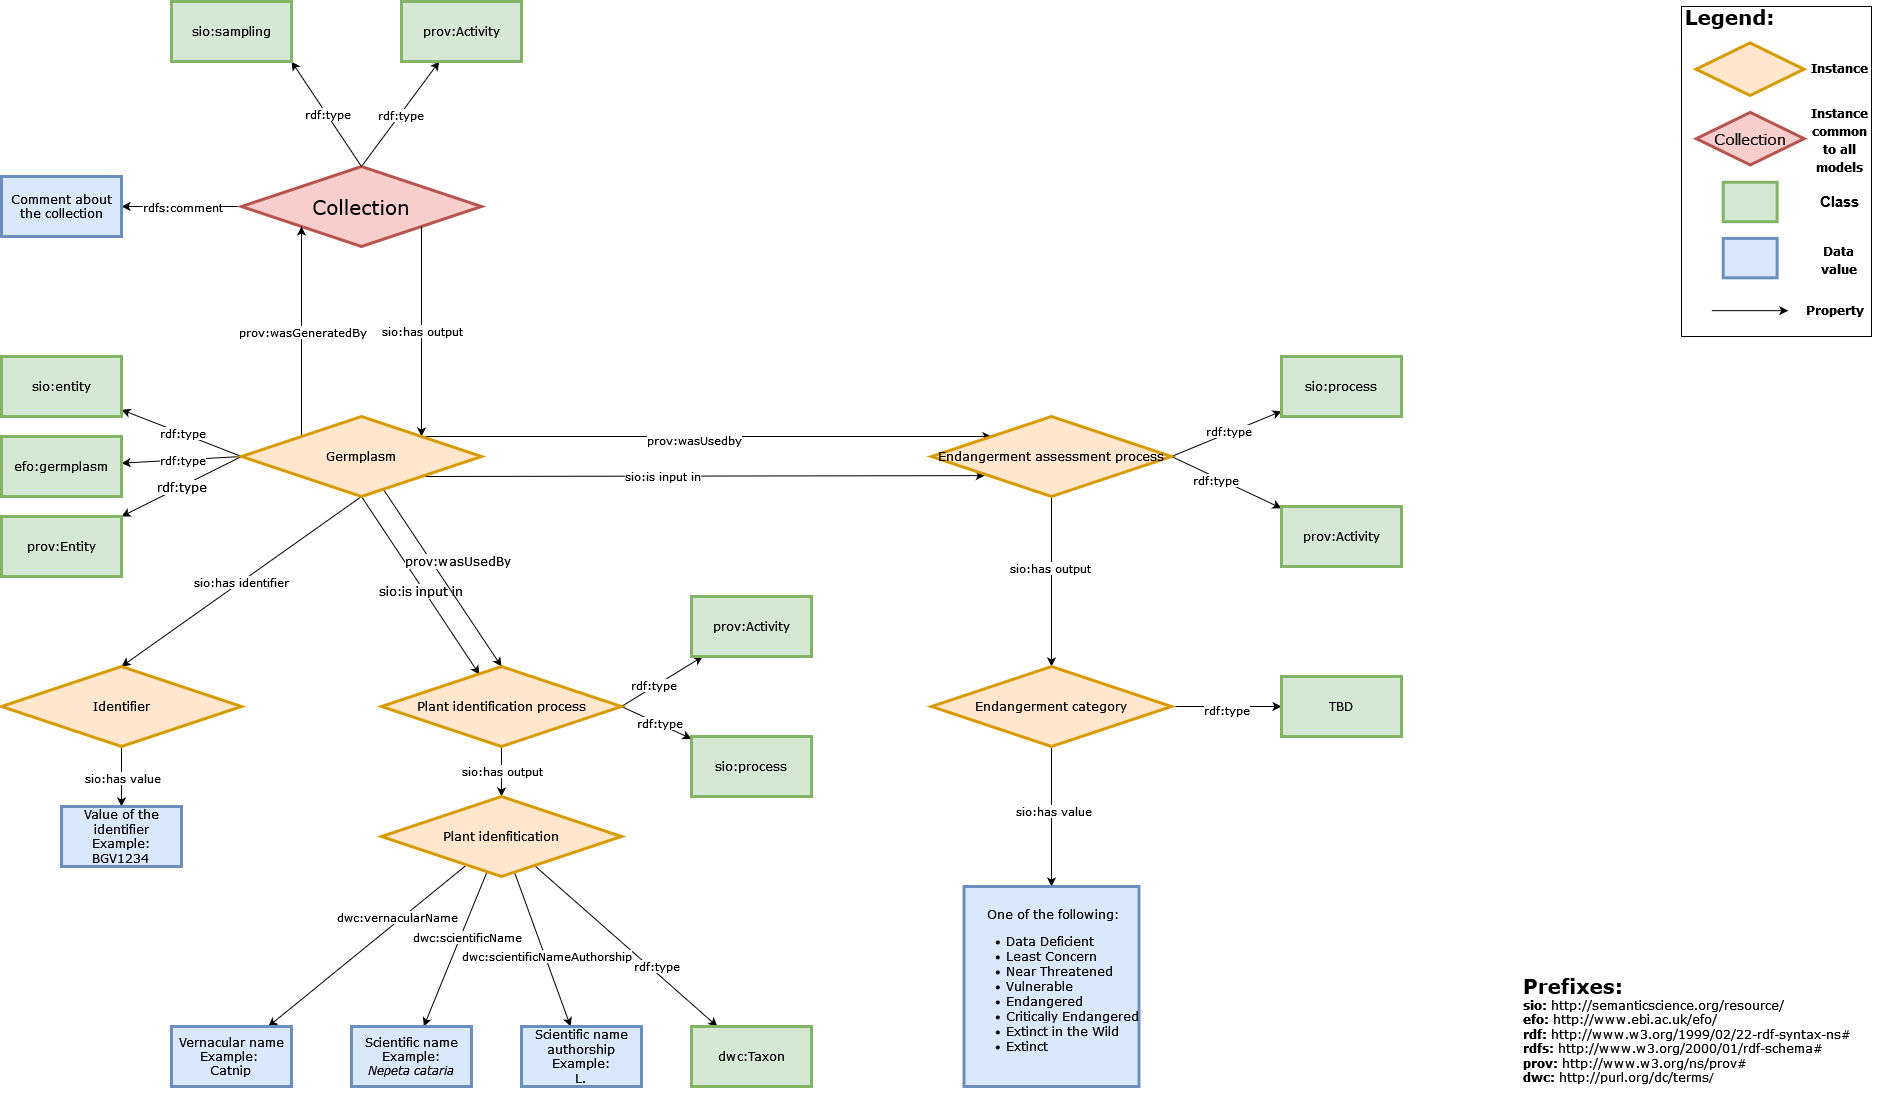 sio:sampling
prov:Activity
rdf:type
rdf:type
Comment about
the collection
rdfs:comment
Collection
prov:wasGeneratedBy
sio:has output
sio:entity
efo:germplasm
prov:Entity
rdf:type
rdf:type
rdf:type
Germplasm
prov:wasUsedby
sio:is input in
Endangerment assessment process
rdf:type
rdf:type
sio:process
prov:Activity
sio:has identifier
prov:wasUsedBy
sio:is input in
sio:has output
Identifier
sio:has value
Value of the
identifier
Example:
BGV1234
Plant identification process
rdf:type
rdf:type
prov:Activity
sio:process
sio:has output
Plant idenfitication
dwc:vernacularName
dwc:scientificName
dwc:scientificNameAuthorship
rdf:type
Vernacular name
Example:
Catnip
Scientific name
Example:
Nepeta cataria
Scientific name
authorship
Example:
L.
dwc:Taxon
Endangerment category
rdf:type
TBD
sio:has value
One of the following:
• Data Deficient
• Least Concern
• Near Threatened
• Vulnerable
• Endangered
• Critically Endangered
• Extinct in the Wild
• Extinct
Legend:
Instance
Collection
Instance
common
to all
models
Class
Data
value
Property
Prefixes:
sio: http://semanticscience.org/resource/
efo: http://www.ebi.ac.uk/efo/
rdf: http://www.w3.org/1999/02/22-rdf-syntax-ns#
rdfs: http://www.w3.org/2000/01/rdf-schema#
prov: http://www.w3.org/ns/prov#
dwc: http://purl.org/dc/terms/